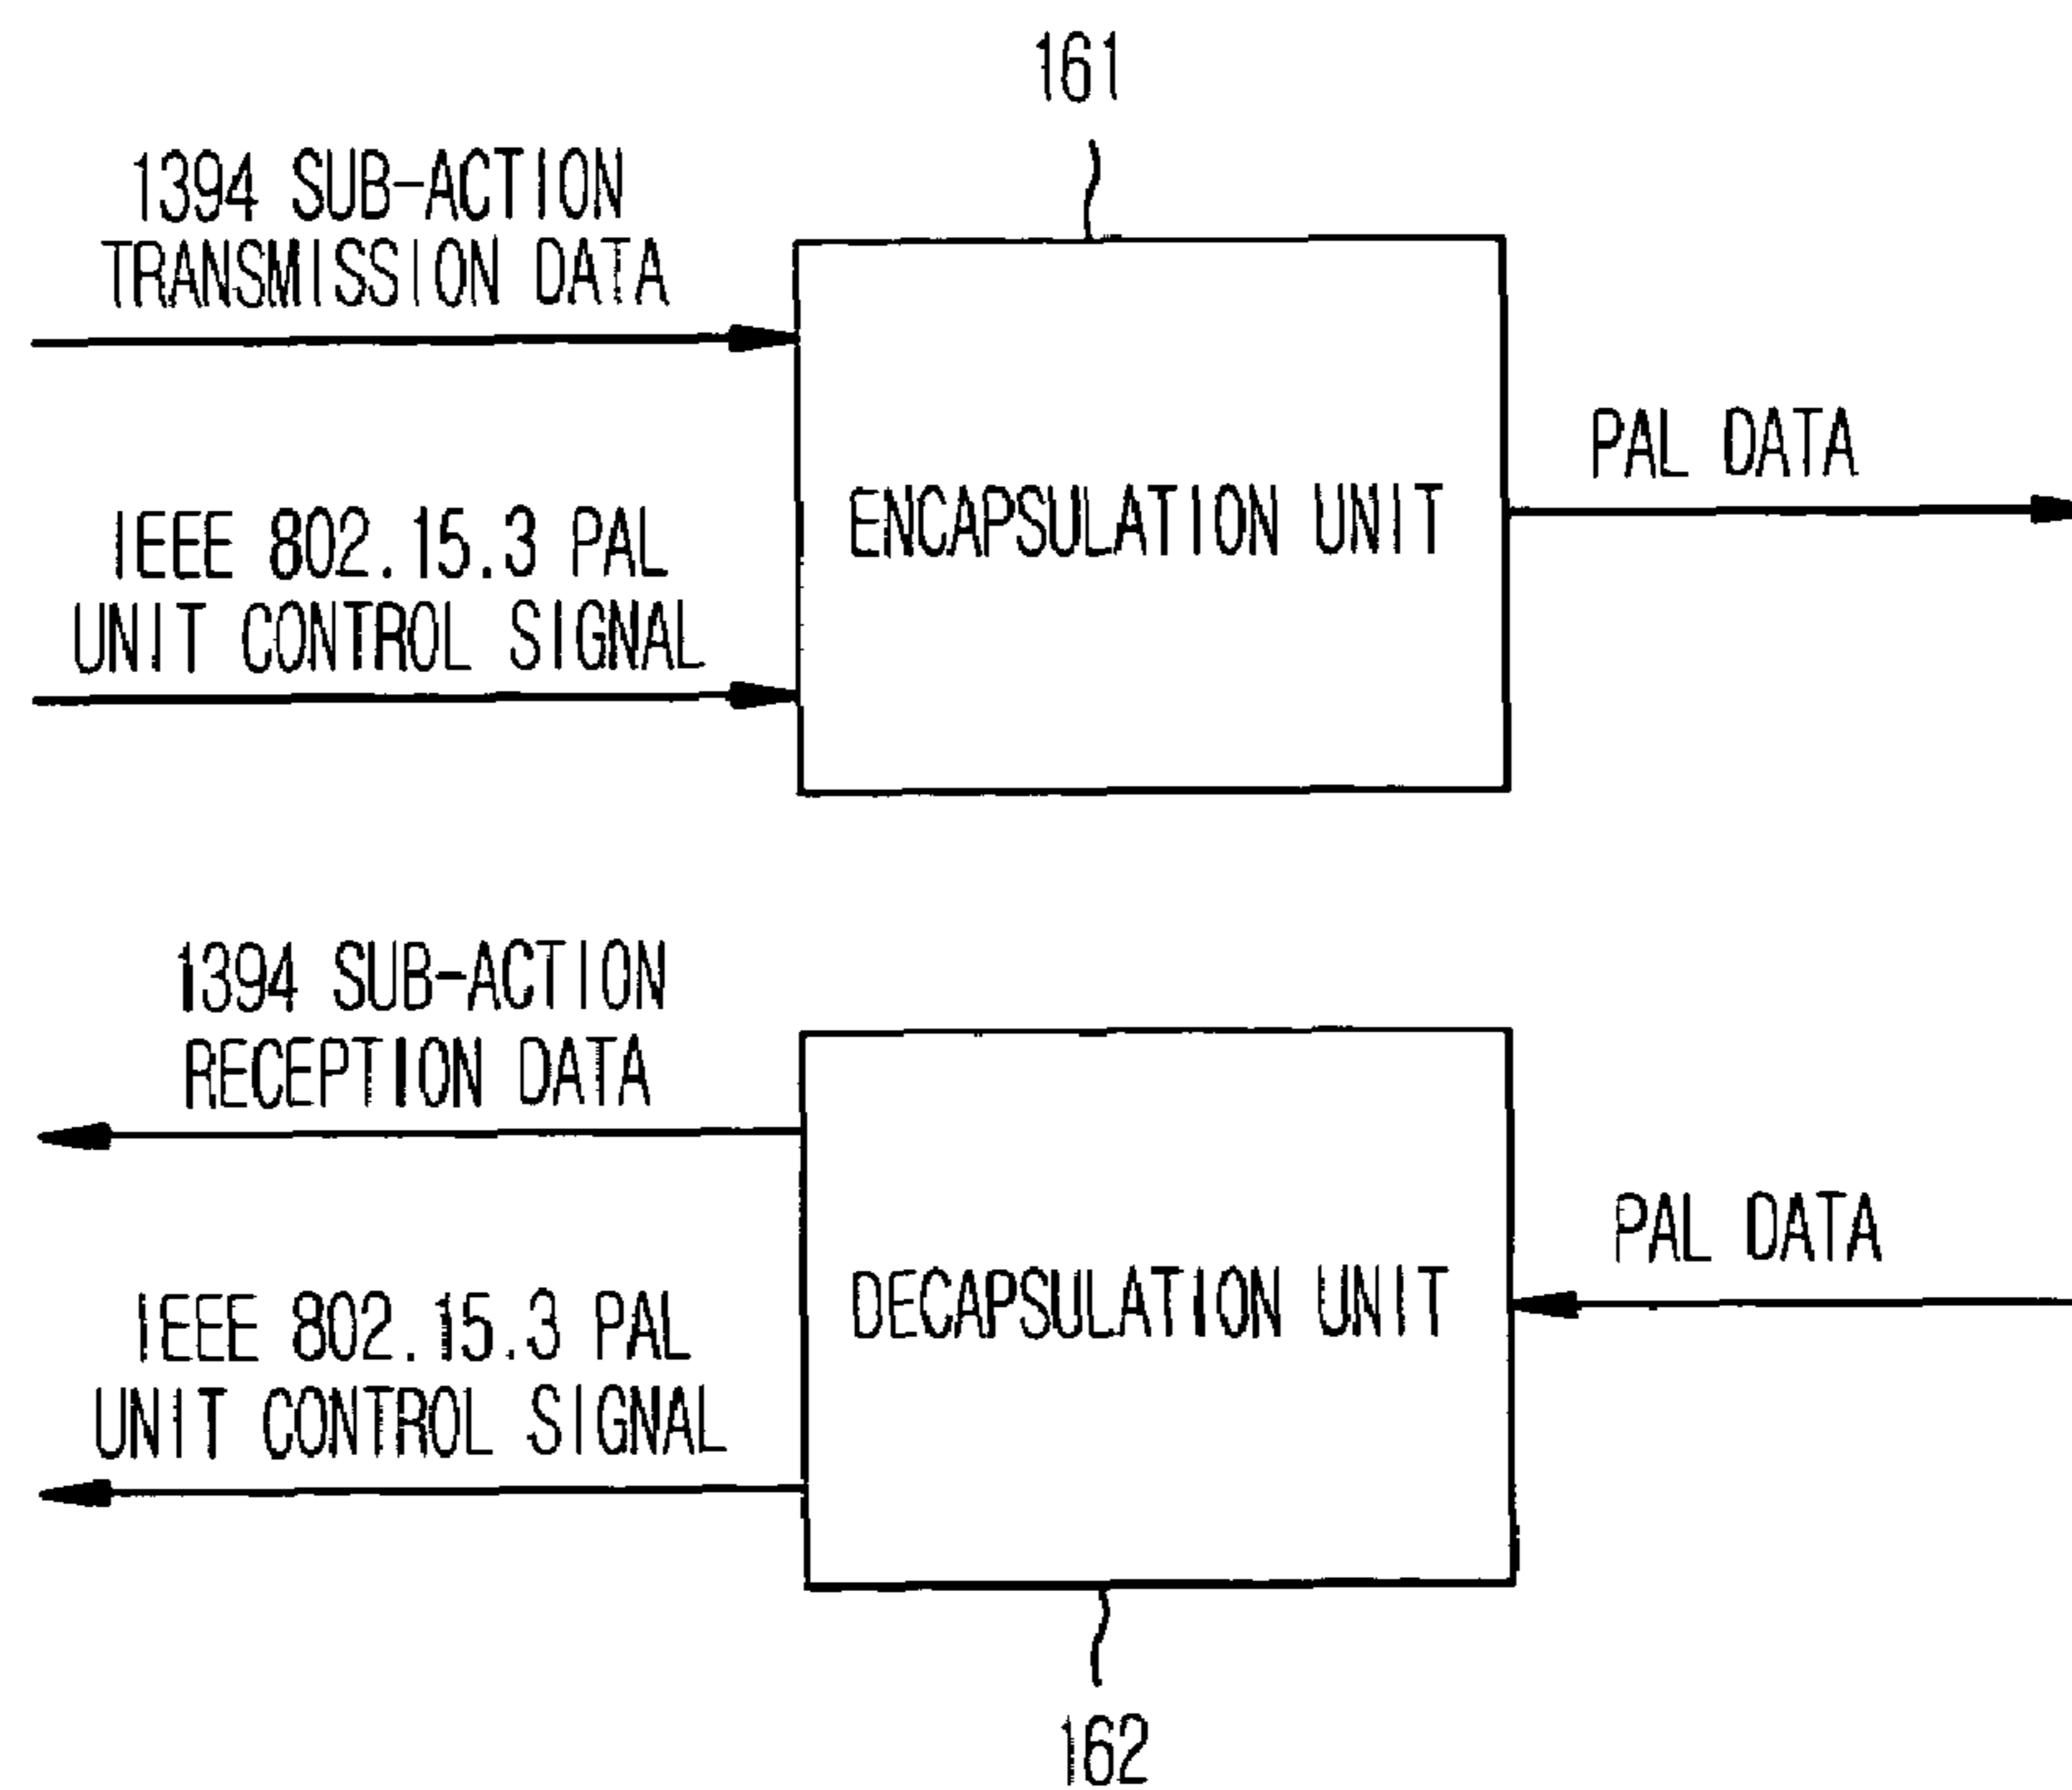 161
1394 SUB-ACTION
TRANSMISSION DATA
IEEE 802.15.3 PAL
UNIT CONTROL SIGNAL
ENCAPSULATION UNIT
PAL DATA
1394 SUB-ACTION
RECEPTION DATA
IEEE 802.15.3 PAL
UNIT CONTROL SIGNAL
DECAPSULATION UNIT
PAL DATA
162